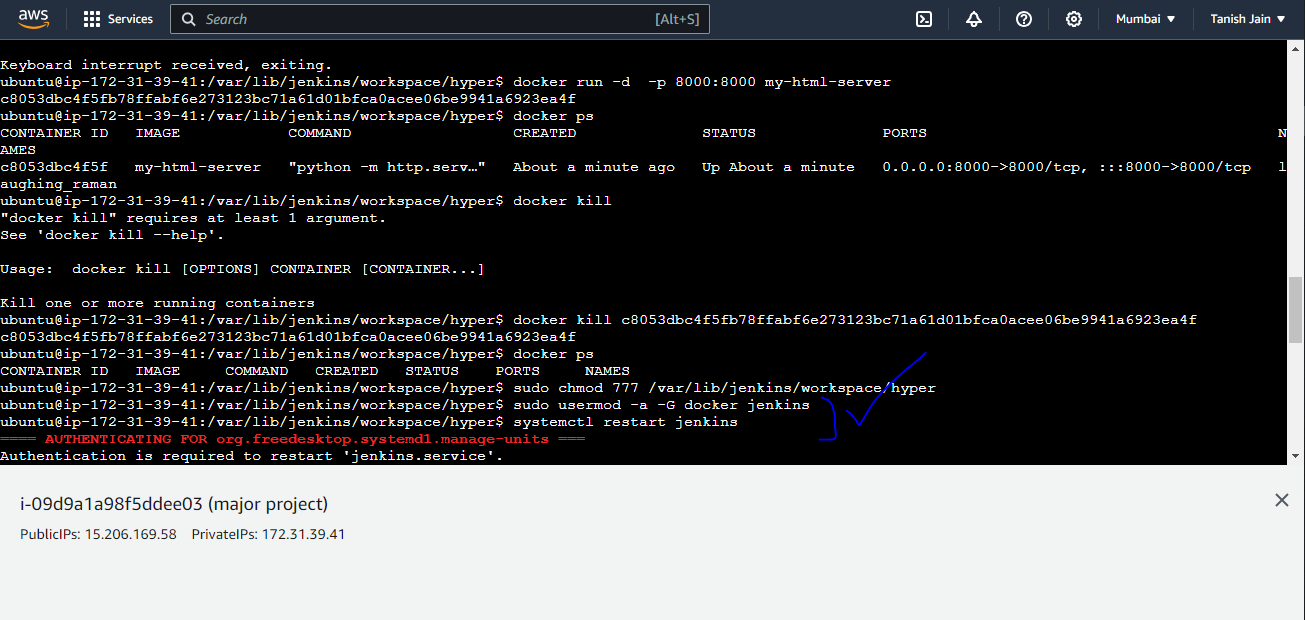 aws
Services
Search
[Alt+S]
Mumbai
Tanish Jain
Keyboard interrupt received, exiting.
ubuntu@ip-172-31-39-41:/var/lib/jenkins/workspace/hyper$ docker run -d  -p 8000:8000 my-html-server
c8053dbc4f5fb78ffabf6e273123bc71a61d01bfca0acee06be9941a6923ea4f
ubuntu@ip-172-31-39-41:/var/lib/jenkins/workspace/hyper$ docker ps
CONTAINER ID   IMAGE            COMMAND                  CREATED              STATUS              PORTS                                       N
AMES
c8053dbc4f5f   my-html-server   "python -m http.serv…"   About a minute ago   Up About a minute   0.0.0.0:8000->8000/tcp, :::8000->8000/tcp   l
aughing_raman
ubuntu@ip-172-31-39-41:/var/lib/jenkins/workspace/hyper$ docker kill
"docker kill" requires at least 1 argument.
See 'docker kill --help'.
Usage:  docker kill [OPTIONS] CONTAINER [CONTAINER...]
Kill one or more running containers
ubuntu@ip-172-31-39-41:/var/lib/jenkins/workspace/hyper$ docker kill c8053dbc4f5fb78ffabf6e273123bc71a61d01bfca0acee06be9941a6923ea4f
c8053dbc4f5fb78ffabf6e273123bc71a61d01bfca0acee06be9941a6923ea4f
ubuntu@ip-172-31-39-41:/var/lib/jenkins/workspace/hyper$ docker ps
CONTAINER ID   IMAGE     COMMAND   CREATED   STATUS    PORTS     NAMES
ubuntu@ip-172-31-39-41:/var/lib/jenkins/workspace/hyper$ sudo chmod 777 /var/lib/jenkins/workspace/hyper
ubuntu@ip-172-31-39-41:/var/lib/jenkins/workspace/hyper$ sudo usermod -a -G docker jenkins
ubuntu@ip-172-31-39-41:/var/lib/jenkins/workspace/hyper$ systemctl restart jenkins
==== AUTHENTICATING FOR org.freedesktop.systemd1.manage-units ===
Authentication is required to restart 'jenkins.service'.
i-09d9a1a98f5ddee03 (major project)
PublicIPs: 15.206.169.58    PrivateIPs: 172.31.39.41